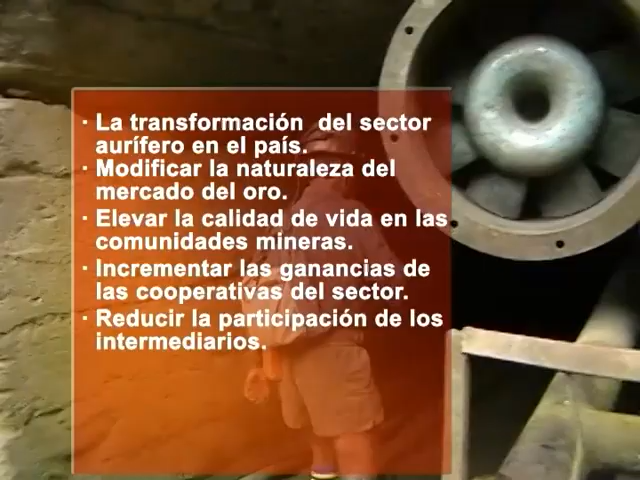 · La transformación del sector
aurífero en el país.
· Modificar la naturaleza del
mercado del oro.
· Elevar la calidad de vida en las
comunidades mineras.
· Incrementar las ganancias de
las cooperativas del sector.
· Reducir la participación de los
intermediarios.